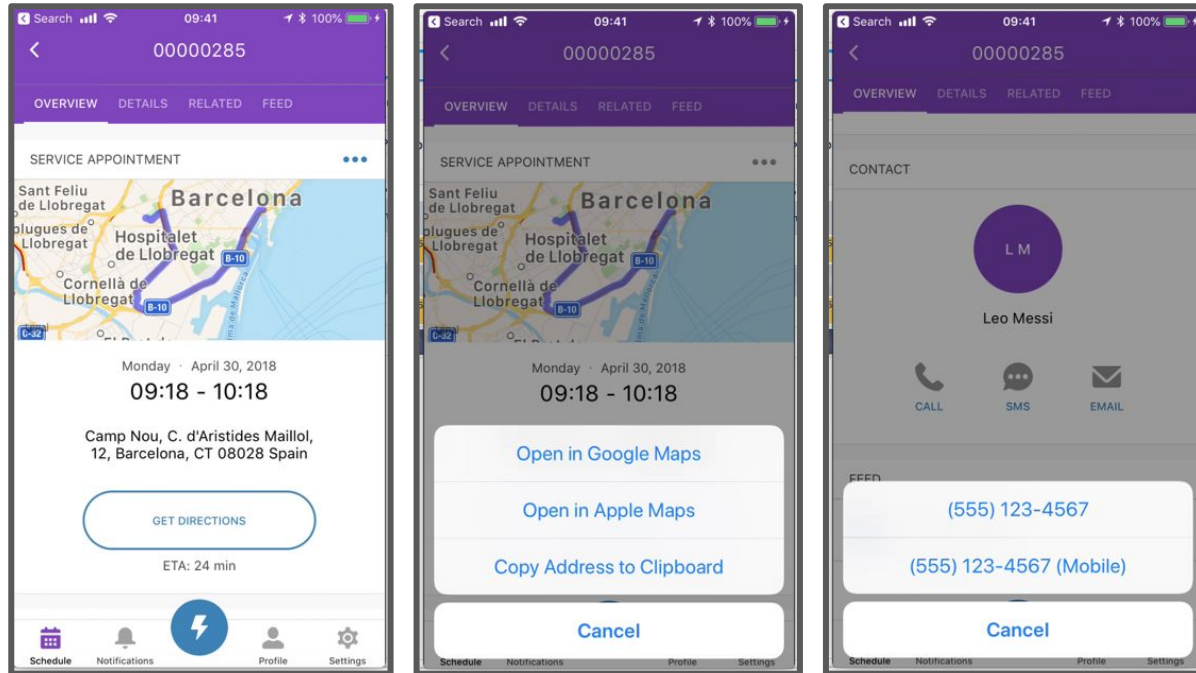 Search 09:41 100%
00000285
OVERVIEW DETAILS RELATED FEED
SERVICE APPOINTMENT
Sant Feliu
de Llobregat
Barcelona
plugues de
Llobregat
Hospitalet
de Llobregat
B-10
Cornellà de
Llobregat
B-10
C-32
Monday · April 30, 2018
09:18 - 10:18
Camp Nou, C. d'Aristides Maillol,
12, Barcelona, CT 08028 Spain
GET DIRECTIONS
ETA: 24 min
Schedule Notifications Profile Settings
Search 09:41 100%
00000285
OVERVIEW DETAILS RELATED FEED
SERVICE APPOINTMENT
Sant Feliu
de Llobregat
Barcelona
plugues de
Llobregat
Hospitalet
de Llobregat
B-10
Cornellà de
Llobregat
B-10
C-32
Monday · April 30, 2018
09:18 - 10:18
Open in Google Maps
Open in Apple Maps
Copy Address to Clipboard
Cancel
Schedule Notifications Profile Settings
Search 09:41 100%
00000285
OVERVIEW DETAILS RELATED FEED
CONTACT
L M
Leo Messi
CALL SMS EMAIL
FEED
(555) 123-4567
(555) 123-4567 (Mobile)
Cancel
Schedule Notifications Profile Settings